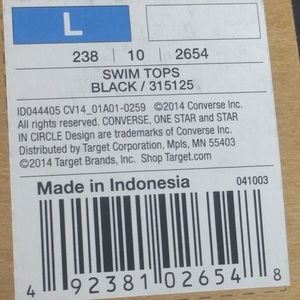 L
238 | 10 | 2654
SWIM TOPS
BLACK / 315125
ID044405 CV14_01A01-0259 ©2014 Converse Inc.
All rights reserved. CONVERSE, ONE STAR and STAR
IN CIRCLE Design are trademarks of Converse Inc.
Distributed by Target Corporation, Mpls, MN 55403
©2014 Target Brands, Inc. Shop Target.com
Made in Indonesia 041003
4 92381 02654 8